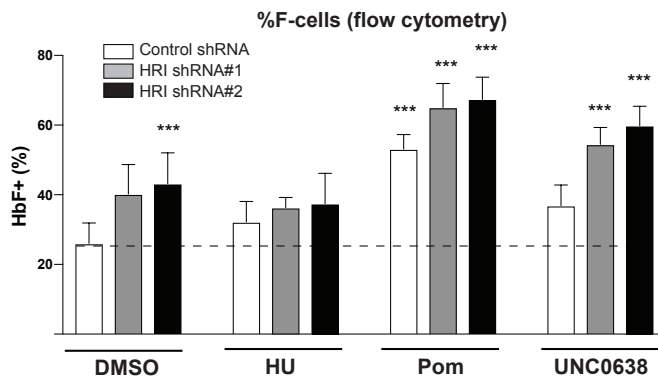 %F-cells (flow cytometry)
Control shRNA
HRI shRNA#1
HRI shRNA#2
HbF+ (%)
80
60
40
20
***
***
***
***
***
***
DMSO
HU
Pom
UNC0638